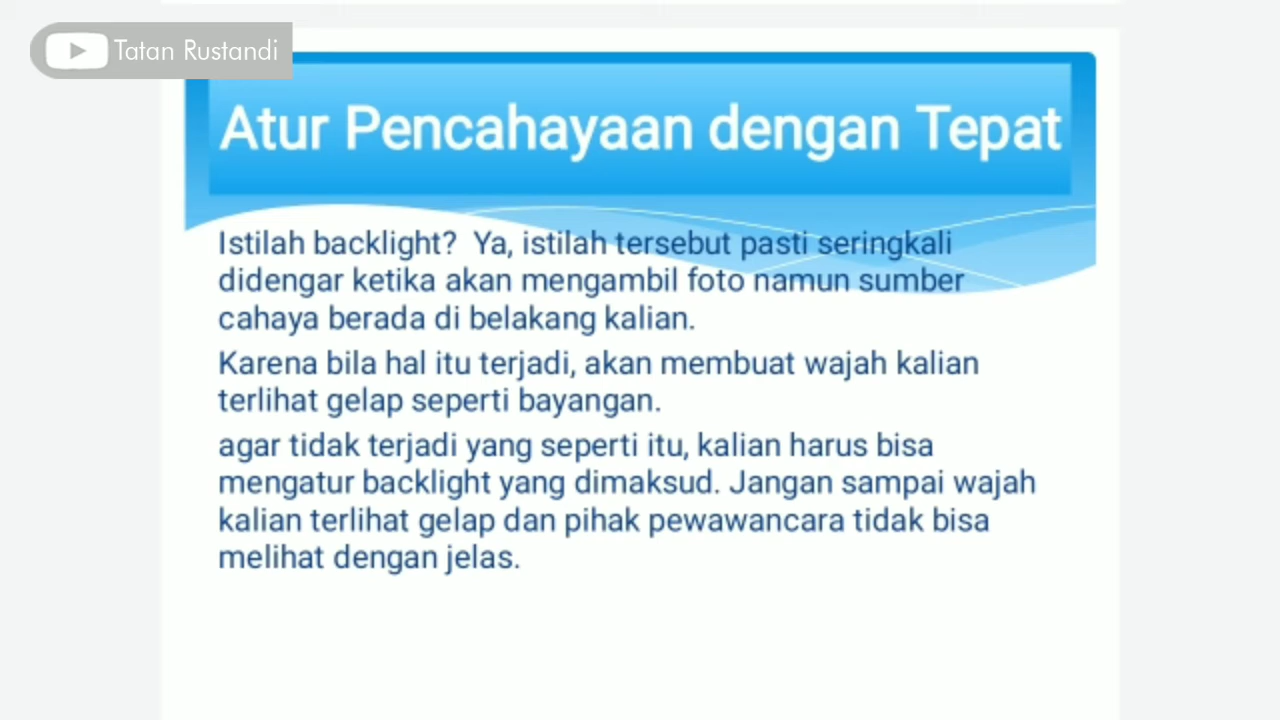 Tatan Rustandi
Atur Pencahayaan dengan Tepat
Istilah backlight? Ya, istilah tersebut pasti seringkali
didengar ketika akan mengambil foto namun sumber
cahaya berada di belakang kalian.
Karena bila hal itu terjadi, akan membuat wajah kalian
terlihat gelap seperti bayangan.
agar tidak terjadi yang seperti itu, kalian harus bisa
mengatur backlight yang dimaksud. Jangan sampai wajah
kalian terlihat gelap dan pihak pewawancara tidak bisa
melihat dengan jelas.